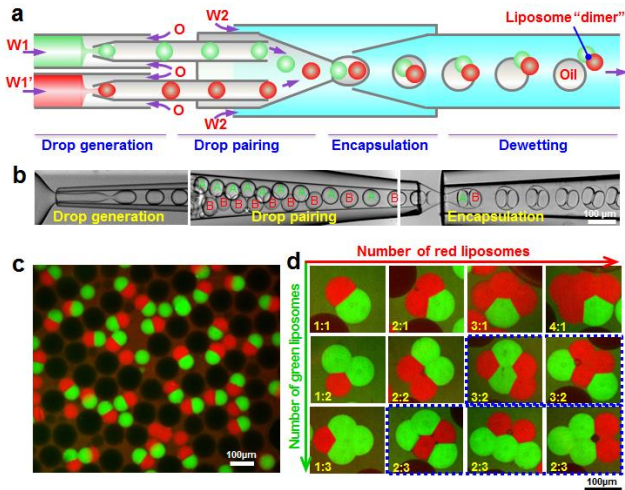 a
W1
W1'
O
O
O
O
W2
W2
Oil
Liposome “dimer”
Drop generation
Drop pairing
Encapsulation
Dewetting
b
Drop generation
Drop pairing
Encapsulation
A B
100 µm
c
100µm
d
Number of red liposomes
Number of green liposomes
1:1
2:1
3:1
4:1
1:2
2:2
3:2
3:2
1:3
2:3
2:3
2:3
100µm